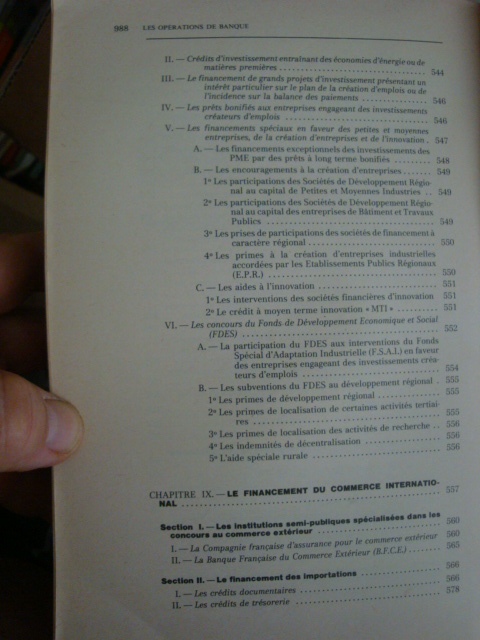 988 · LES OPÉRATIONS DE BANQUE
II. — Crédits d'investissement entraînant des économies d'énergie ou de
matières premières ........ 544
III. — Le financement de grands projets d'investissement présentant un
intérêt particulier sur le plan de la création d'emplois ou de
l'incidence sur la balance des paiements ........ 546
IV. — Les prêts bonifiés aux entreprises engageant des investissements
créateurs d'emplois ........ 546
V. — Les financements spéciaux en faveur des petites et moyennes
entreprises, de la création d'entreprises et de l'innovation . 547
A. — Les financements exceptionnels des investissements des
PME par des prêts à long terme bonifiés ........ 548
B. — Les encouragements à la création d'entreprises ....... 549
1º Les participations des Sociétés de Développement Régio-
nal au capital de Petites et Moyennes Industries .. 549
2º Les participations des Sociétés de Développement Régio-
nal au capital des entreprises de Bâtiment et Travaux
Publics ........ 549
3º Les prises de participations des sociétés de financement à
caractère régional ........ 550
4º Les primes à la création d'entreprises industrielles
accordées par les Etablissements Publics Régionaux
(E.P.R.) ........ 550
C. — Les aides à l'innovation ........ 551
1º Les interventions des sociétés financières d'innovation 551
2º Le crédit à moyen terme innovation « MTI » ........ 551
VI. — Les concours du Fonds de Développement Economique et Social
(FDES) ........ 552
A. — La participation du FDES aux interventions du Fonds
Spécial d'Adaptation Industrielle (F.S.A.I.) en faveur
des entreprises engageant des investissements créa-
teurs d'emplois ........ 554
B. — Les subventions du FDES au développement régional . 555
1º Les primes de développement régional ........ 555
2º Les primes de localisation de certaines activités tertiai-
res ........ 555
3º Les primes de localisation des activités de recherche .. 556
4º Les indemnités de décentralisation ........ 556
5º L'aide spéciale rurale ........ 556
CHAPITRE IX. — LE FINANCEMENT DU COMMERCE INTERNATIO-
NAL ........ 557
Section I. — Les institutions semi-publiques spécialisées dans les
concours au commerce extérieur ........ 560
I. — La Compagnie française d'assurance pour le commerce extérieur 560
II. — La Banque Française du Commerce Extérieur (B.F.C.E.) ........ 565
Section II. — Le financement des importations ........ 566
I. — Les crédits documentaires ........ 566
II. — Les crédits de trésorerie ........ 578